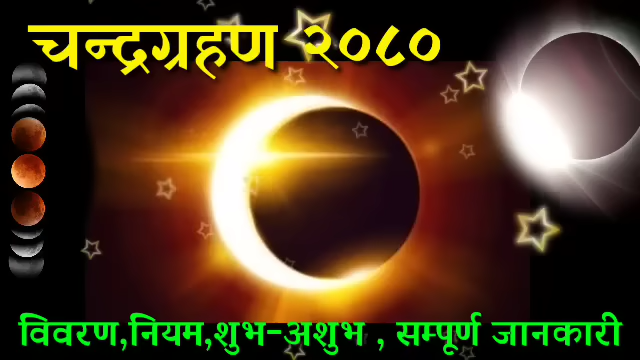 चन्द्रग्रहण २०८०
विवरण,नियम,शुभ-अशुभ , सम्पूर्ण जानकारी